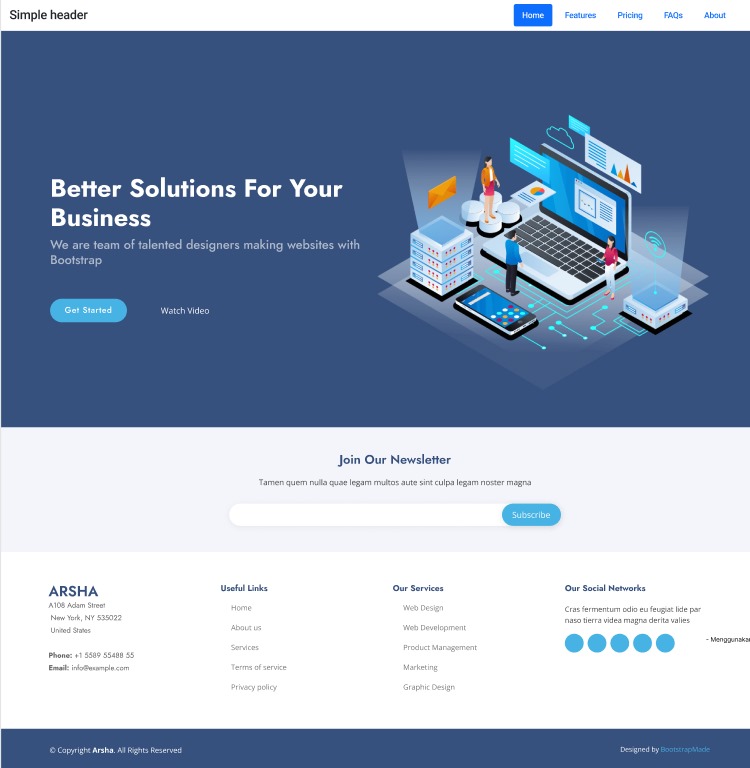 Simple header
Home
Features
Pricing
FAQs
About
Better Solutions For Your
Business
We are team of talented designers making websites with
Bootstrap
Get Started
Watch Video
Join Our Newsletter
Tamen quem nulla quae legam multos aute sint culpa legam noster magna
Subscribe
ARSHA
A108 Adam Street
New York, NY 535022
United States
Phone: +1 5589 55488 55
Email: info@example.com
Useful Links
Home
About us
Services
Terms of service
Privacy policy
Our Services
Web Design
Web Development
Product Management
Marketing
Graphic Design
Our Social Networks
Cras fermentum odio eu feugiat lide par
naso tierra videa magna derita valies
- Menggunakan
© Copyright Arsha. All Rights Reserved
Designed by BootstrapMade